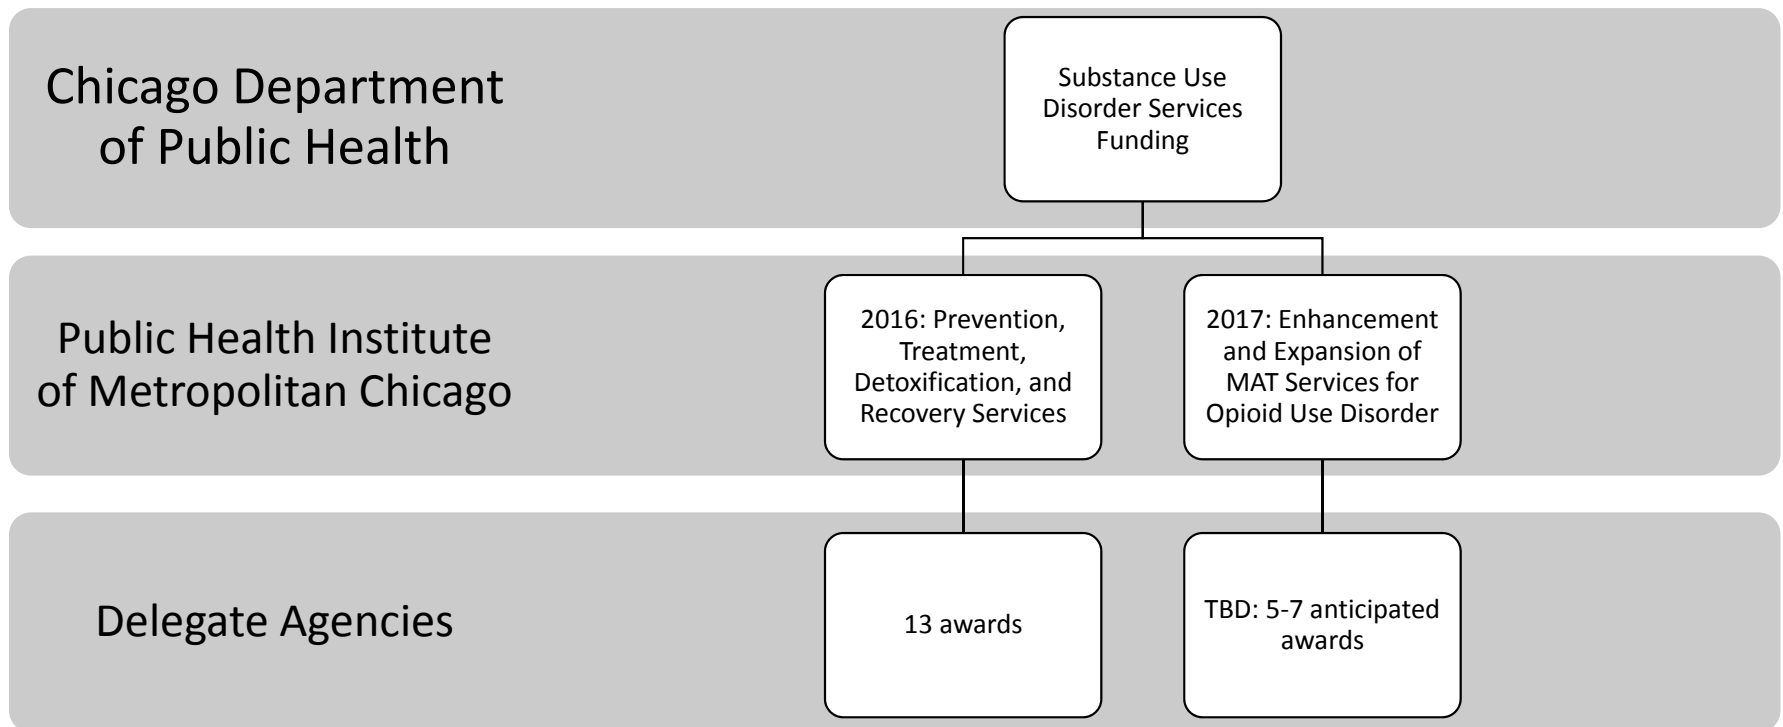 Chicago Department
of Public Health
Substance Use
Disorder Services
Funding
Public Health Institute
of Metropolitan Chicago
2016: Prevention,
Treatment,
Detoxification, and
Recovery Services
2017: Enhancement
and Expansion of
MAT Services for
Opioid Use Disorder
Delegate Agencies
13 awards
TBD: 5-7 anticipated
awards